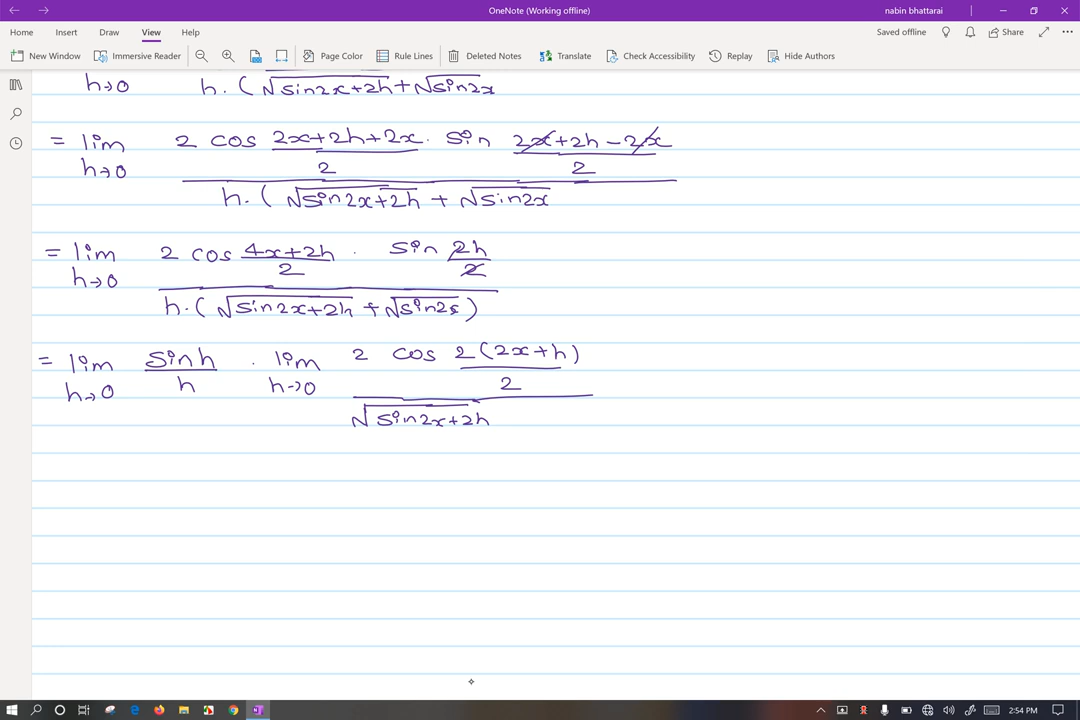 OneNote (Working offline)
nabin bhattarai
Home Insert Draw View Help
Saved offline Share
New Window Immersive Reader Page Color Rule Lines Deleted Notes Translate Check Accessibility Replay Hide Authors
h→0 h. (√sin2x+2h + √sin2x
= lim 2 cos 2x+2h+2x . sin 2x+2h-2x
h→0 2 2
h. (√sin2x+2h + √sin2x
= lim 2 cos 4x+2h . sin 2h
h→0 2 2
h. (√sin2x+2h + √sin2x)
= lim sinh . lim 2 cos 2(2x+h)
h→0 h h→0 2
√sin2x+2h
2:54 PM